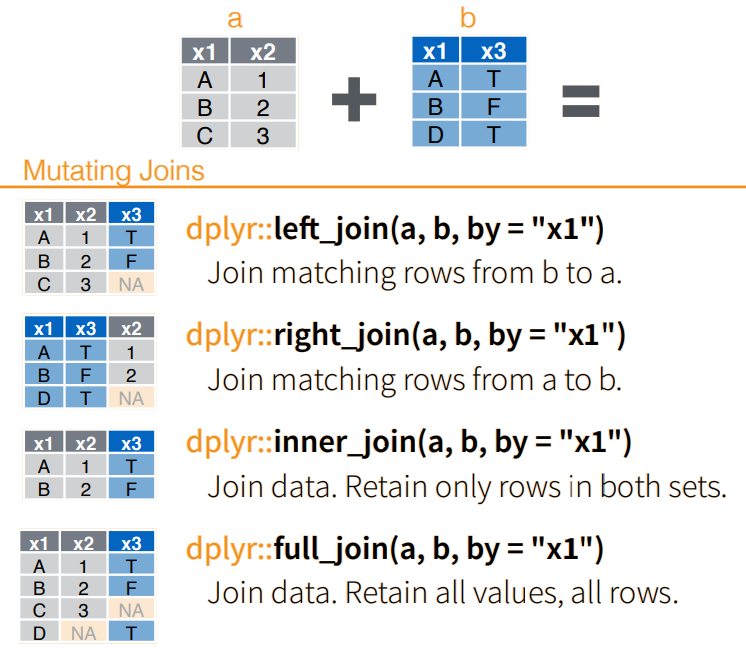 a b
x1 x2 x1 x3
A 1 A T
B 2 + B F =
C 3 D T
Mutating Joins
x1 x2 x3
A 1 T
B 2 F
C 3 NA
dplyr::left_join(a, b, by = "x1")
Join matching rows from b to a.
x1 x3 x2
A T 1
B F 2
D T NA
dplyr::right_join(a, b, by = "x1")
Join matching rows from a to b.
x1 x2 x3
A 1 T
B 2 F
dplyr::inner_join(a, b, by = "x1")
Join data. Retain only rows in both sets.
x1 x2 x3
A 1 T
B 2 F
C 3 NA
D NA T
dplyr::full_join(a, b, by = "x1")
Join data. Retain all values, all rows.